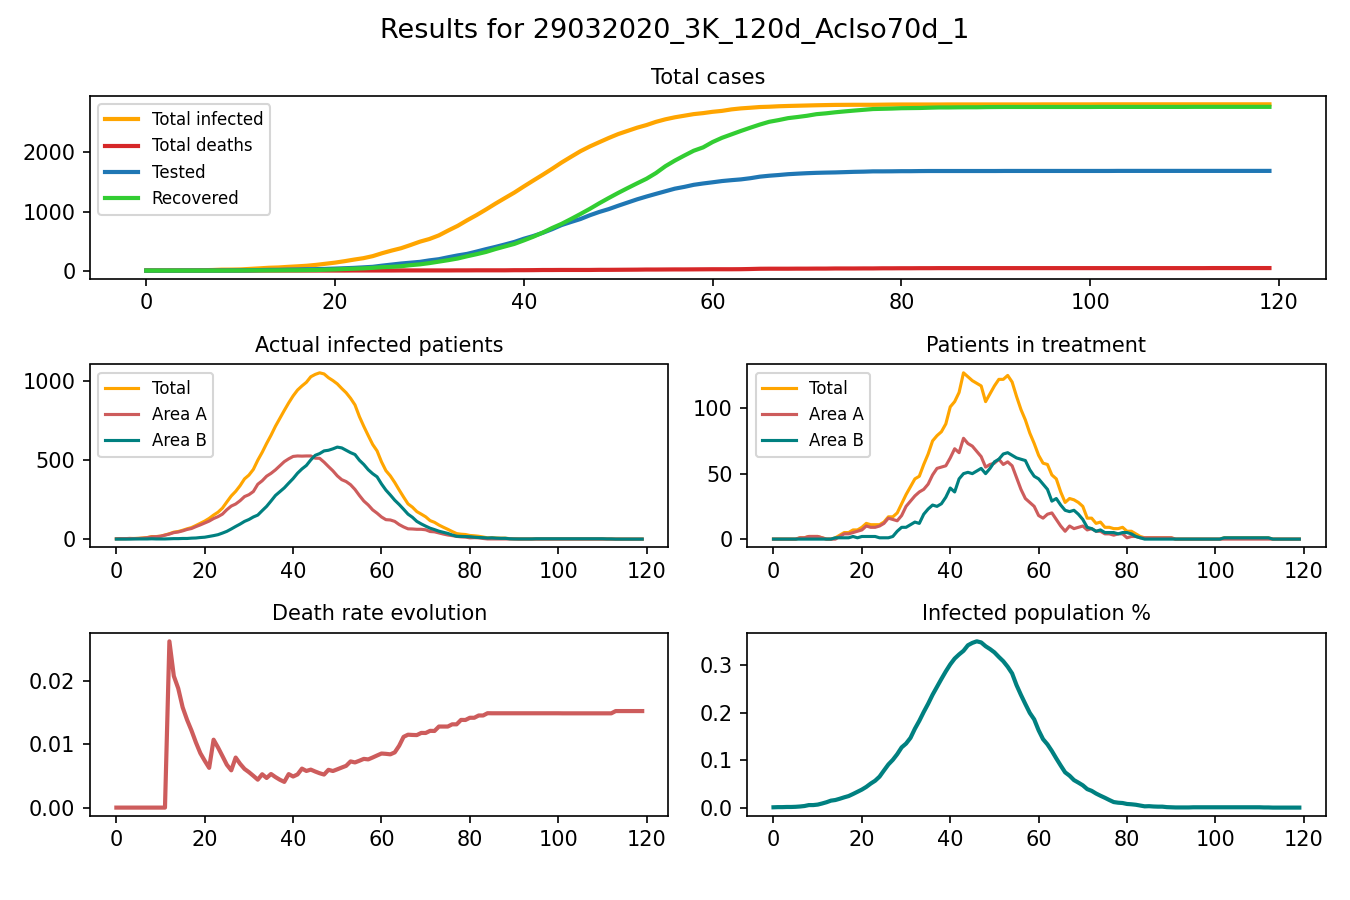 Results for 29032020_3K_120d_AcIso70d_1
Total cases
Total infected
Total deaths
Tested
Recovered
2000
1000
0
0 20 40 60 80 100 120
Actual infected patients
Total
Area A
Area B
1000
500
0
0 20 40 60 80 100 120
Patients in treatment
Total
Area A
Area B
100
50
0
0 20 40 60 80 100 120
Death rate evolution
0.02
0.01
0.00
0 20 40 60 80 100 120
Infected population %
0.3
0.2
0.1
0.0
0 20 40 60 80 100 120